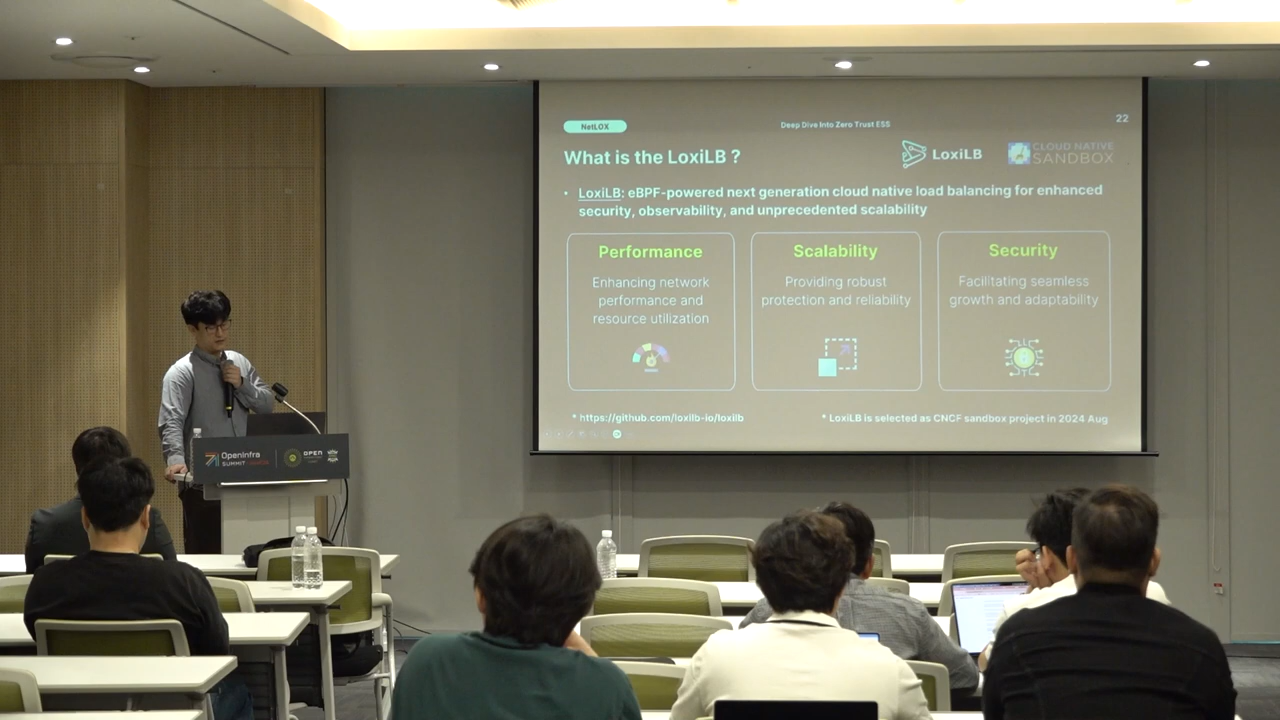 NetLOX
Deep Dive Into Zero Trust ESS
22
What is the LoxiLB ?
LoxiLB
CLOUD NATIVE
SANDBOX
• LoxiLB: eBPF-powered next generation cloud native load balancing for enhanced
security, observability, and unprecedented scalability
Performance
Enhancing network
performance and
resource utilization
Scalability
Providing robust
protection and reliability
Security
Facilitating seamless
growth and adaptability
* https://github.com/loxilb-io/loxilb
* LoxiLB is selected as CNCF sandbox project in 2024 Aug
OpenInfra
SUMMIT
OPEN